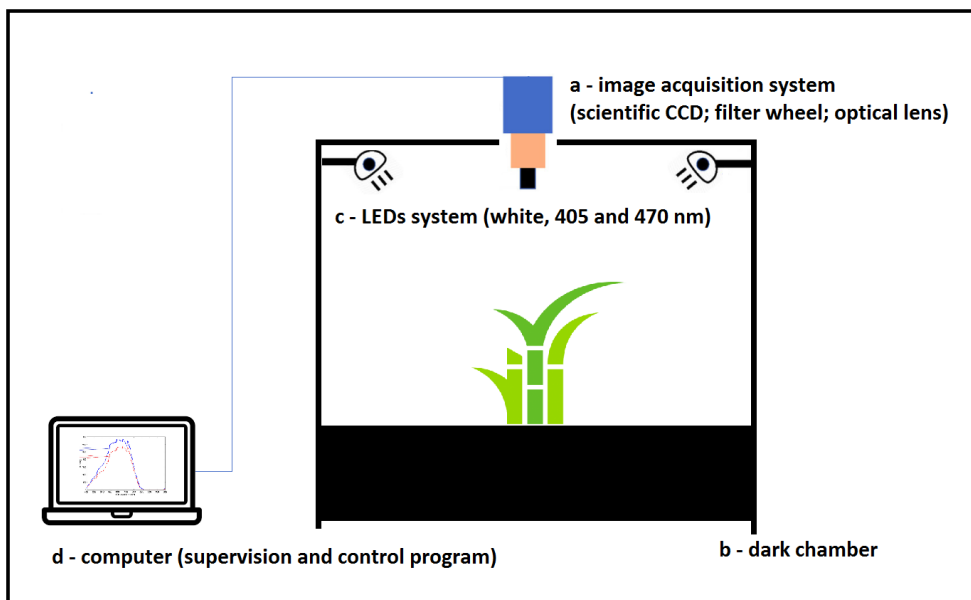 a - image acquisition system
(scientific CCD; filter wheel; optical lens)
c - LEDs system (white, 405 and 470 nm)
d - computer (supervision and control program)
b - dark chamber